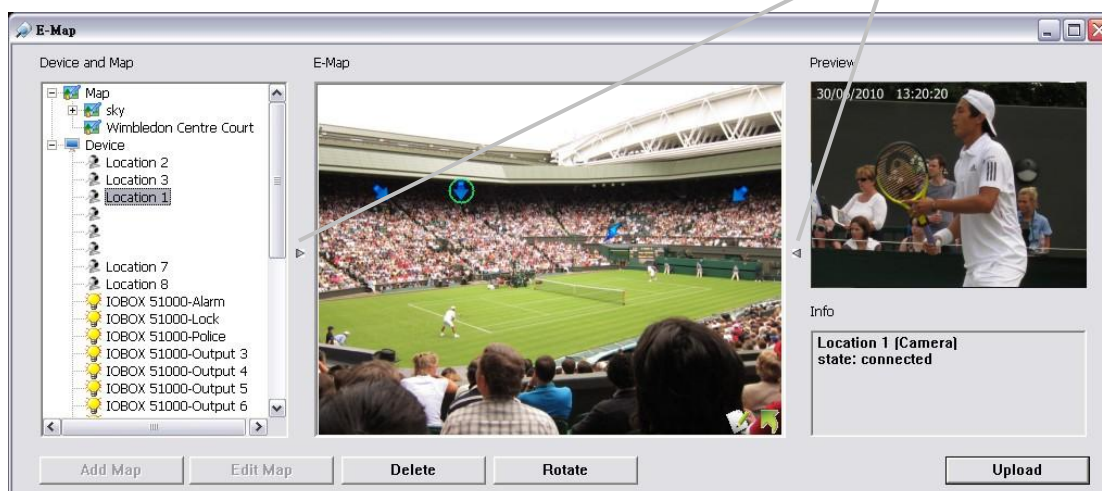 E-Map
Device and Map
Map
sky
Wimbledon Centre Court
Device
Location 2
Location 3
Location 1
Location 7
Location 8
IOBOX 51000-Alarm
IOBOX 51000-Lock
IOBOX 51000-Police
IOBOX 51000-Output 3
IOBOX 51000-Output 4
IOBOX 51000-Output 5
IOBOX 51000-Output 6
E-Map
Preview
30/06/2010 13:20:20
Info
Location 1 (Camera)
state: connected
Add Map
Edit Map
Delete
Rotate
Upload